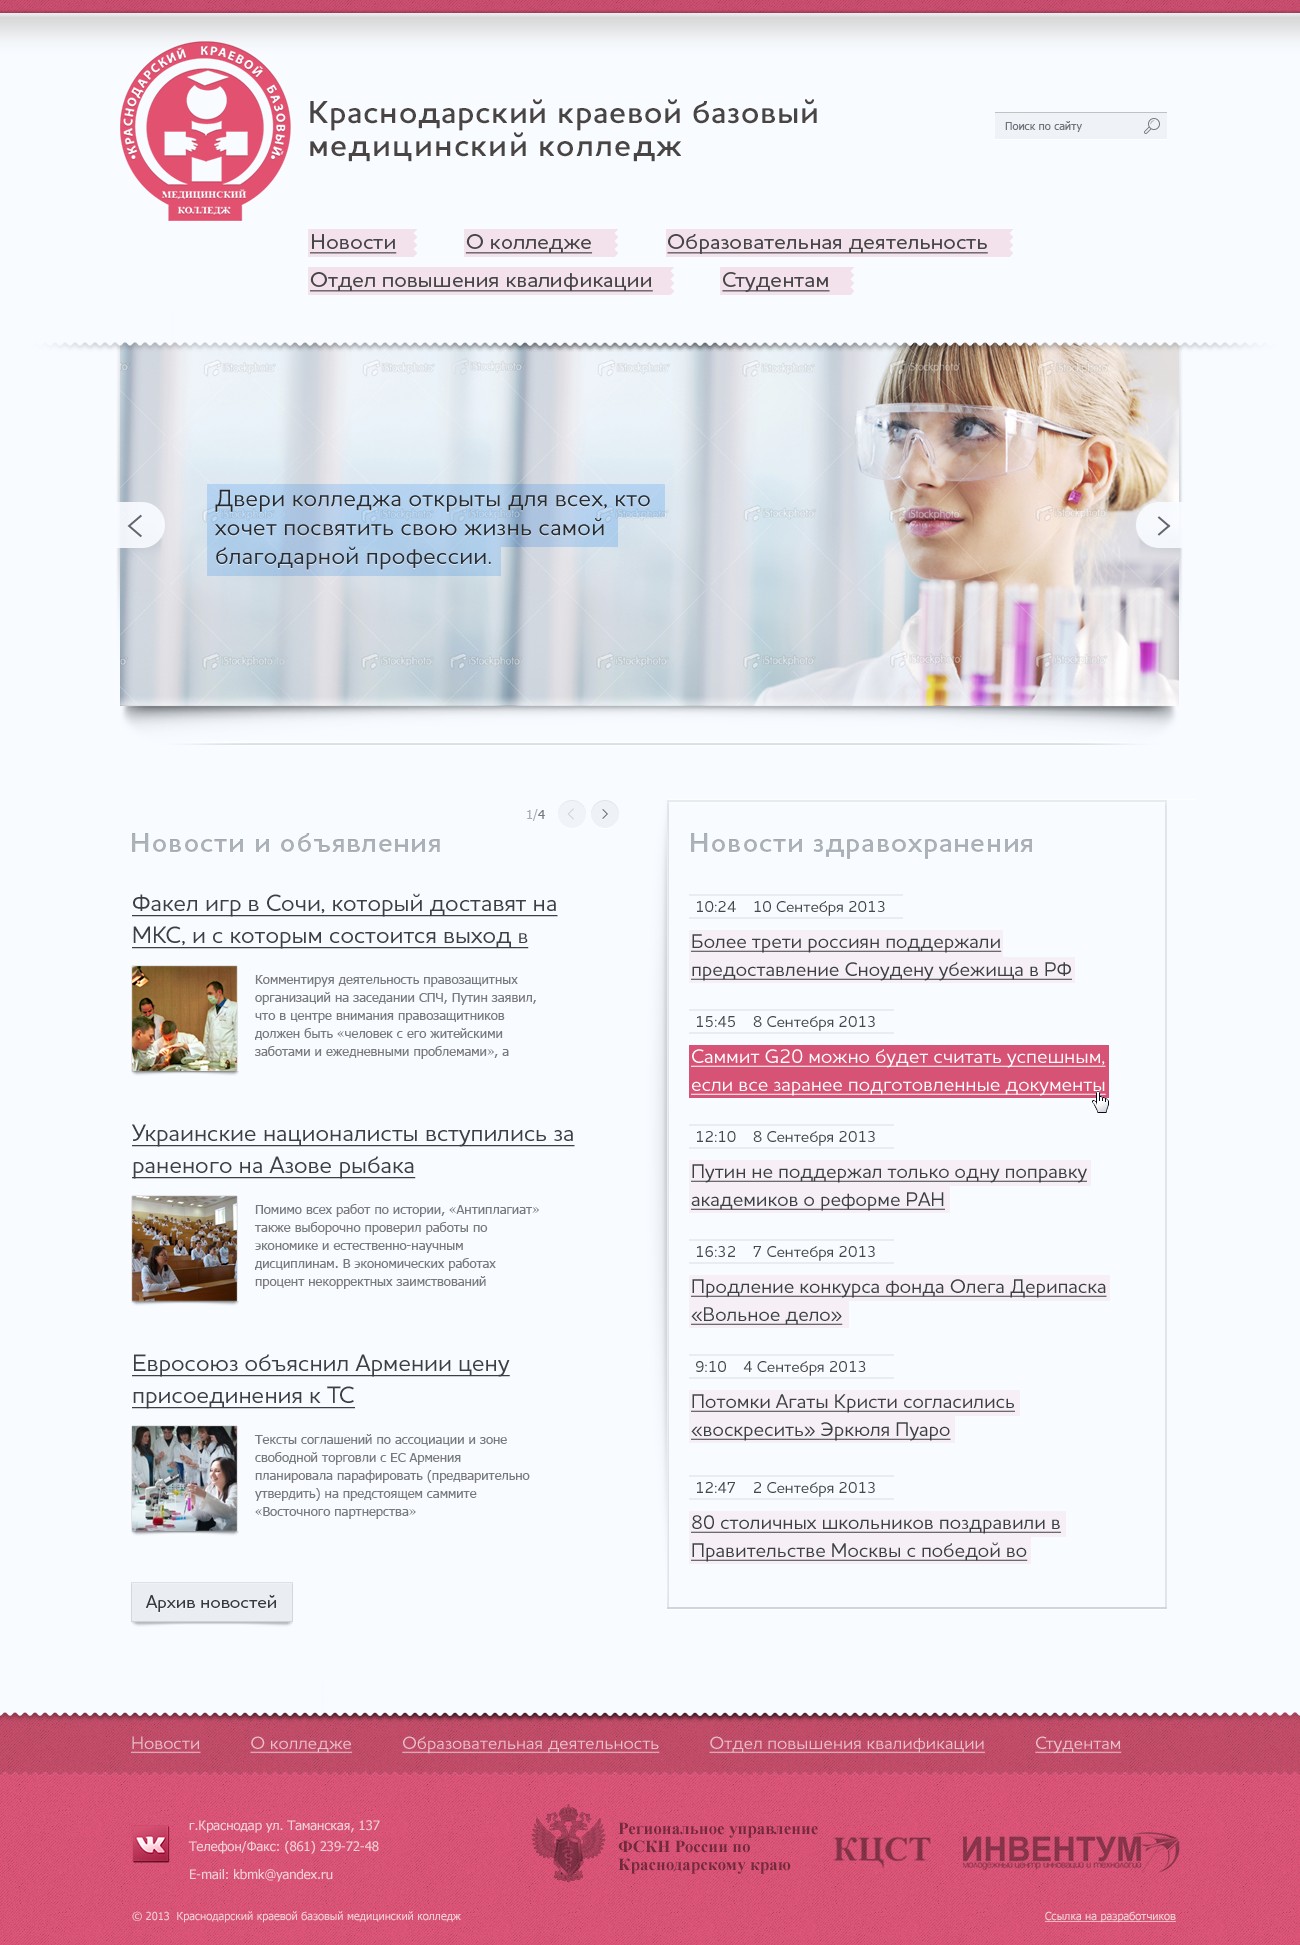 КРАСНОДАРСКИЙ КРАЕВОЙ БАЗОВЫЙ
МЕДИЦИНСКИЙ
КОЛЛЕДЖ
Краснодарский краевой базовый
медицинский колледж
Поиск по сайту
Новости
О колледже
Образовательная деятельность
Отдел повышения квалификации
Студентам
Двери колледжа открыты для всех, кто
хочет посвятить свою жизнь самой
благодарной профессии.
iStockphoto
1/4
Новости и объявления
Факел игр в Сочи, который доставят на
МКС, и с которым состоится выход в
Комментируя деятельность правозащитных
организаций на заседании СПЧ, Путин заявил,
что в центре внимания правозащитников
должен быть «человек с его житейскими
заботами и ежедневными проблемами», а
Украинские националисты вступились за
раненого на Азове рыбака
Помимо всех работ по истории, «Антиплагиат»
также выборочно проверил работы по
экономике и естественно-научным
дисциплинам. В экономических работах
процент некорректных заимствований
Евросоюз объяснил Армении цену
присоединения к ТС
Тексты соглашений по ассоциации и зоне
свободной торговли с ЕС Армения
планировала парафировать (предварительно
утвердить) на предстоящем саммите
«Восточного партнерства»
Архив новостей
Новости здравохранения
10:24 10 Сентебря 2013
Более трети россиян поддержали
предоставление Сноудену убежища в РФ
15:45 8 Сентебря 2013
Саммит G20 можно будет считать успешным,
если все заранее подготовленные документы
12:10 8 Сентебря 2013
Путин не поддержал только одну поправку
академиков о реформе РАН
16:32 7 Сентебря 2013
Продление конкурса фонда Олега Дерипаска
«Вольное дело»
9:10 4 Сентебря 2013
Потомки Агаты Кристи согласились
«воскресить» Эркюля Пуаро
12:47 2 Сентебря 2013
80 столичных школьников поздравили в
Правительстве Москвы с победой во
Новости
О колледже
Образовательная деятельность
Отдел повышения квалификации
Студентам
г.Краснодар ул. Таманская, 137
Телефон/Факс: (861) 239-72-48
E-mail: kbmk@yandex.ru
Региональное управление
ФСКН России по
Краснодарскому краю
КЦСТ
ИНВЕНТУМ
молодежный центр инноваций и технологий
© 2013 Краснодарский краевой базовый медицинский колледж
Ссылка на разработчиков